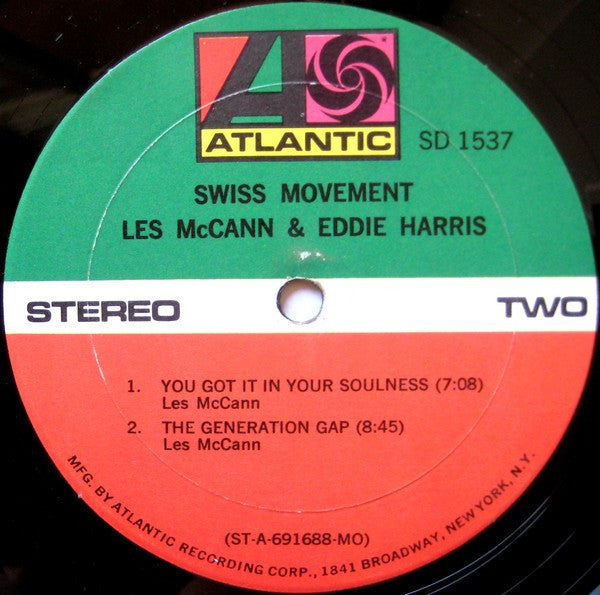 ATLANTIC
SD 1537
SWISS MOVEMENT
LES McCANN & EDDIE HARRIS
STEREO
TWO
1. YOU GOT IT IN YOUR SOULNESS (7:08)
Les McCann
2. THE GENERATION GAP (8:45)
Les McCann
(ST-A-691688-MO)
MFG. BY ATLANTIC RECORDING CORP., 1841 BROADWAY, NEW YORK, N.Y.